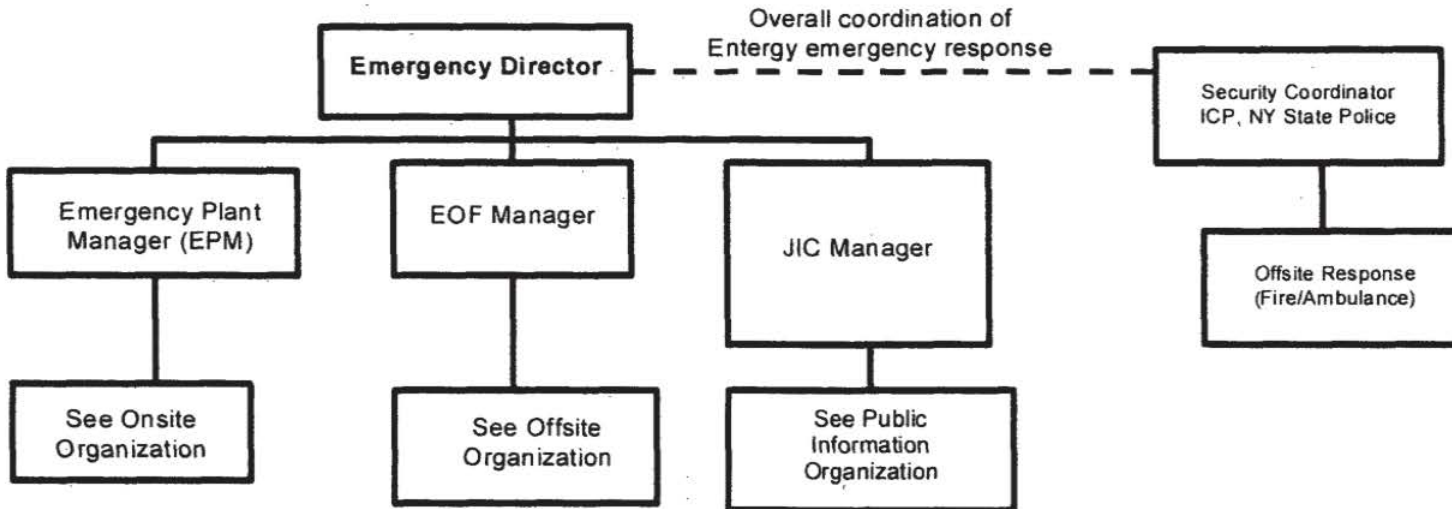 Overall coordination of
Entergy emergency response
Emergency Director
Security Coordinator
ICP, NY State Police
Emergency Plant
Manager (EPM)
EOF Manager
JIC Manager
Offsite Response
(Fire/Ambulance)
See Onsite
Organization
See Offsite
Organization
See Public
Information
Organization